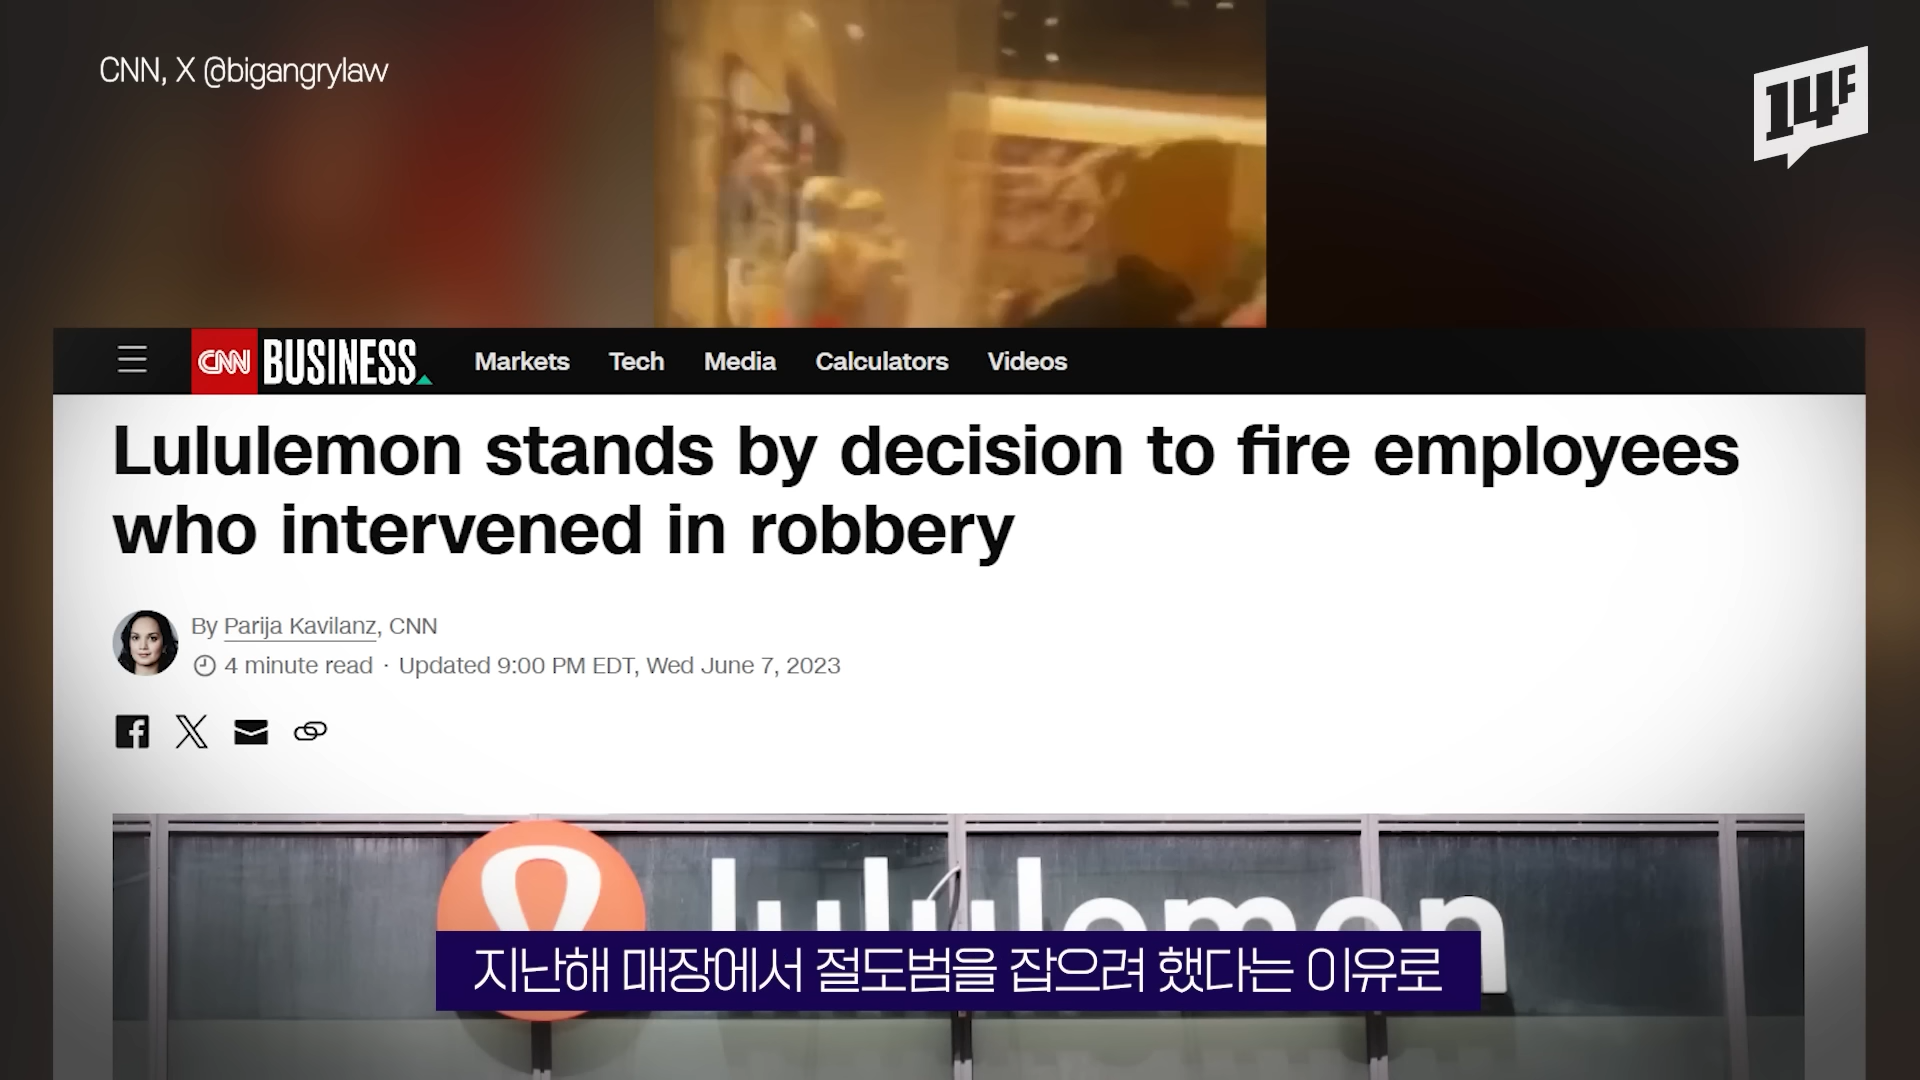 CNN, X @bigangrylaw
14F
CNN BUSINESS Markets Tech Media Calculators Videos
Lululemon stands by decision to fire employees
who intervened in robbery
By Parija Kavilanz, CNN
4 minute read · Updated 9:00 PM EDT, Wed June 7, 2023
lululemon
지난해 매장에서 절도범을 잡으려 했다는 이유로